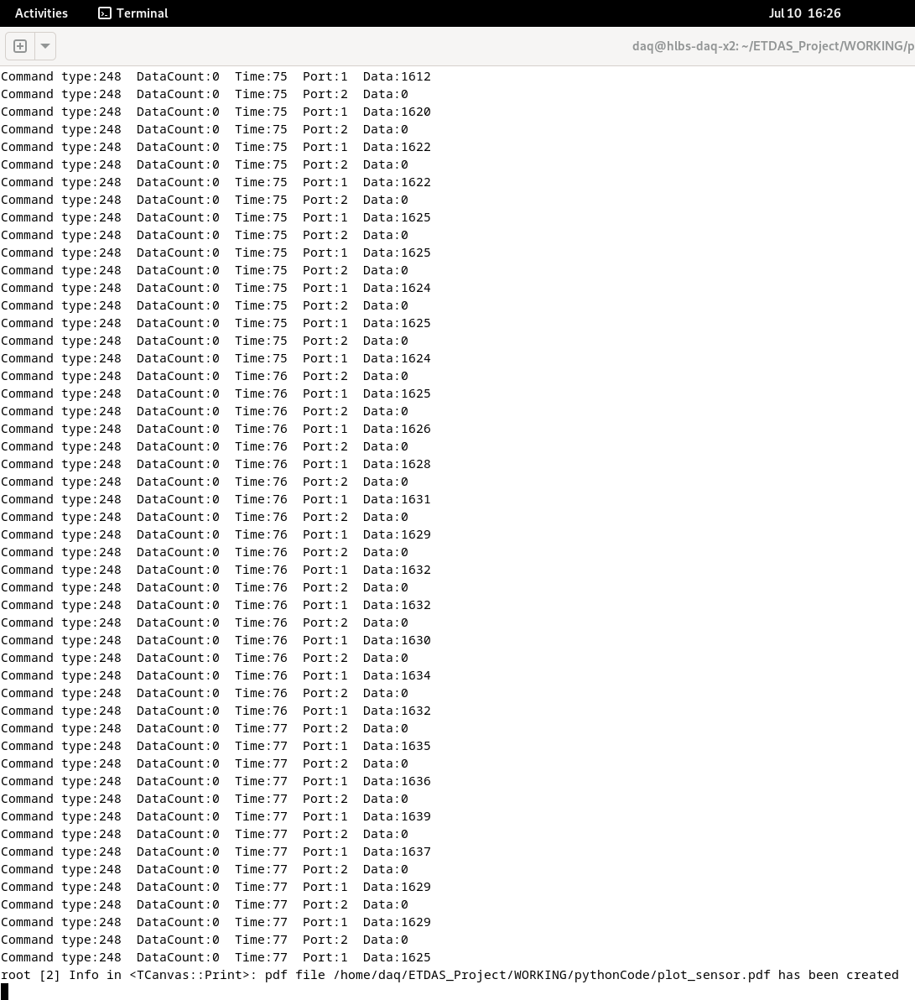 Activities Terminal Jul 10 16:26
daq@hlbs-daq-x2: ~/ETDAS_Project/WORKING/p
Command type:248 DataCount:0 Time:75 Port:1 Data:1612
Command type:248 DataCount:0 Time:75 Port:2 Data:0
Command type:248 DataCount:0 Time:75 Port:1 Data:1620
Command type:248 DataCount:0 Time:75 Port:2 Data:0
Command type:248 DataCount:0 Time:75 Port:1 Data:1622
Command type:248 DataCount:0 Time:75 Port:2 Data:0
Command type:248 DataCount:0 Time:75 Port:1 Data:1622
Command type:248 DataCount:0 Time:75 Port:2 Data:0
Command type:248 DataCount:0 Time:75 Port:1 Data:1625
Command type:248 DataCount:0 Time:75 Port:2 Data:0
Command type:248 DataCount:0 Time:75 Port:1 Data:1625
Command type:248 DataCount:0 Time:75 Port:2 Data:0
Command type:248 DataCount:0 Time:75 Port:1 Data:1624
Command type:248 DataCount:0 Time:75 Port:2 Data:0
Command type:248 DataCount:0 Time:75 Port:1 Data:1625
Command type:248 DataCount:0 Time:75 Port:2 Data:0
Command type:248 DataCount:0 Time:75 Port:1 Data:1624
Command type:248 DataCount:0 Time:76 Port:2 Data:0
Command type:248 DataCount:0 Time:76 Port:1 Data:1625
Command type:248 DataCount:0 Time:76 Port:2 Data:0
Command type:248 DataCount:0 Time:76 Port:1 Data:1626
Command type:248 DataCount:0 Time:76 Port:2 Data:0
Command type:248 DataCount:0 Time:76 Port:1 Data:1628
Command type:248 DataCount:0 Time:76 Port:2 Data:0
Command type:248 DataCount:0 Time:76 Port:1 Data:1631
Command type:248 DataCount:0 Time:76 Port:2 Data:0
Command type:248 DataCount:0 Time:76 Port:1 Data:1629
Command type:248 DataCount:0 Time:76 Port:2 Data:0
Command type:248 DataCount:0 Time:76 Port:1 Data:1632
Command type:248 DataCount:0 Time:76 Port:2 Data:0
Command type:248 DataCount:0 Time:76 Port:1 Data:1632
Command type:248 DataCount:0 Time:76 Port:2 Data:0
Command type:248 DataCount:0 Time:76 Port:1 Data:1630
Command type:248 DataCount:0 Time:76 Port:2 Data:0
Command type:248 DataCount:0 Time:76 Port:1 Data:1634
Command type:248 DataCount:0 Time:76 Port:2 Data:0
Command type:248 DataCount:0 Time:76 Port:1 Data:1632
Command type:248 DataCount:0 Time:77 Port:2 Data:0
Command type:248 DataCount:0 Time:77 Port:1 Data:1635
Command type:248 DataCount:0 Time:77 Port:2 Data:0
Command type:248 DataCount:0 Time:77 Port:1 Data:1636
Command type:248 DataCount:0 Time:77 Port:2 Data:0
Command type:248 DataCount:0 Time:77 Port:1 Data:1639
Command type:248 DataCount:0 Time:77 Port:2 Data:0
Command type:248 DataCount:0 Time:77 Port:1 Data:1637
Command type:248 DataCount:0 Time:77 Port:2 Data:0
Command type:248 DataCount:0 Time:77 Port:1 Data:1629
Command type:248 DataCount:0 Time:77 Port:2 Data:0
Command type:248 DataCount:0 Time:77 Port:1 Data:1629
Command type:248 DataCount:0 Time:77 Port:2 Data:0
Command type:248 DataCount:0 Time:77 Port:1 Data:1625
root [2] Info in <TCanvas::Print>: pdf file /home/daq/ETDAS_Project/WORKING/pythonCode/plot_sensor.pdf has been created